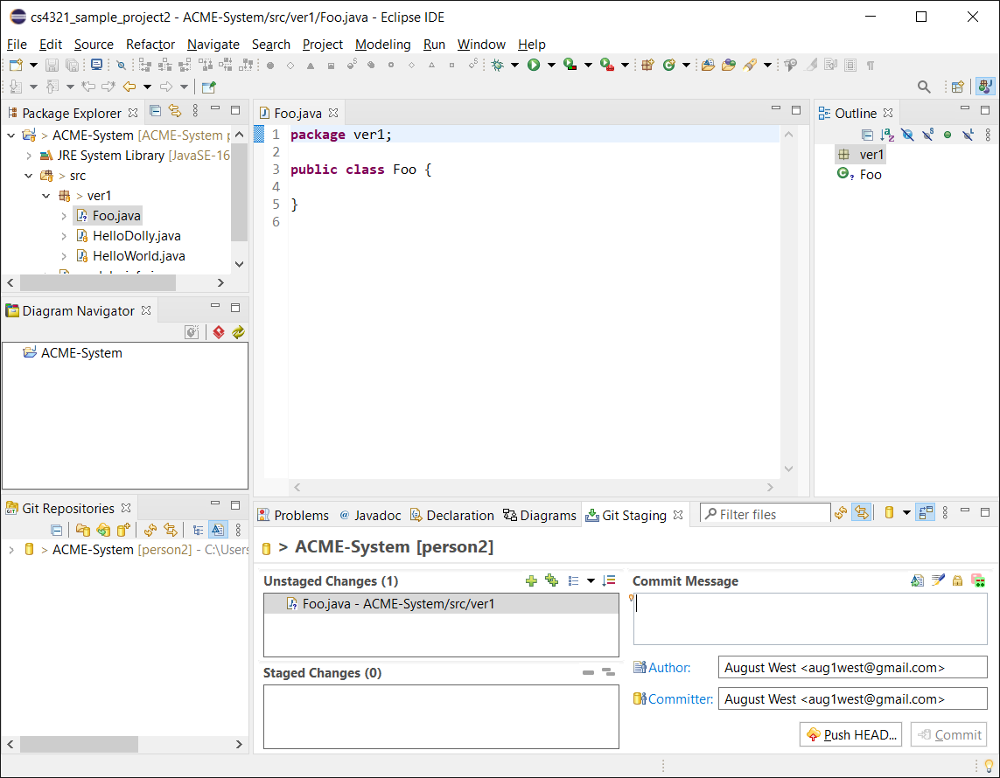 cs4321_sample_project2 - ACME-System/src/ver1/Foo.java - Eclipse IDE
File Edit Source Refactor Navigate Search Project Modeling Run Window Help
Package Explorer
> ACME-System [ACME-System
JRE System Library [JavaSE-16
> src
> ver1
Foo.java
HelloDolly.java
HelloWorld.java
Diagram Navigator
ACME-System
Git Repositories
> ACME-System [person2] - C:\Users
Foo.java
1 package ver1;
2
3 public class Foo {
4
5 }
6
Outline
ver1
Foo
Problems @ Javadoc Declaration Diagrams Git Staging Filter files
> ACME-System [person2]
Unstaged Changes (1)
Foo.java - ACME-System/src/ver1
Staged Changes (0)
Commit Message
Author: August West <aug1west@gmail.com>
Committer: August West <aug1west@gmail.com>
Push HEAD... Commit